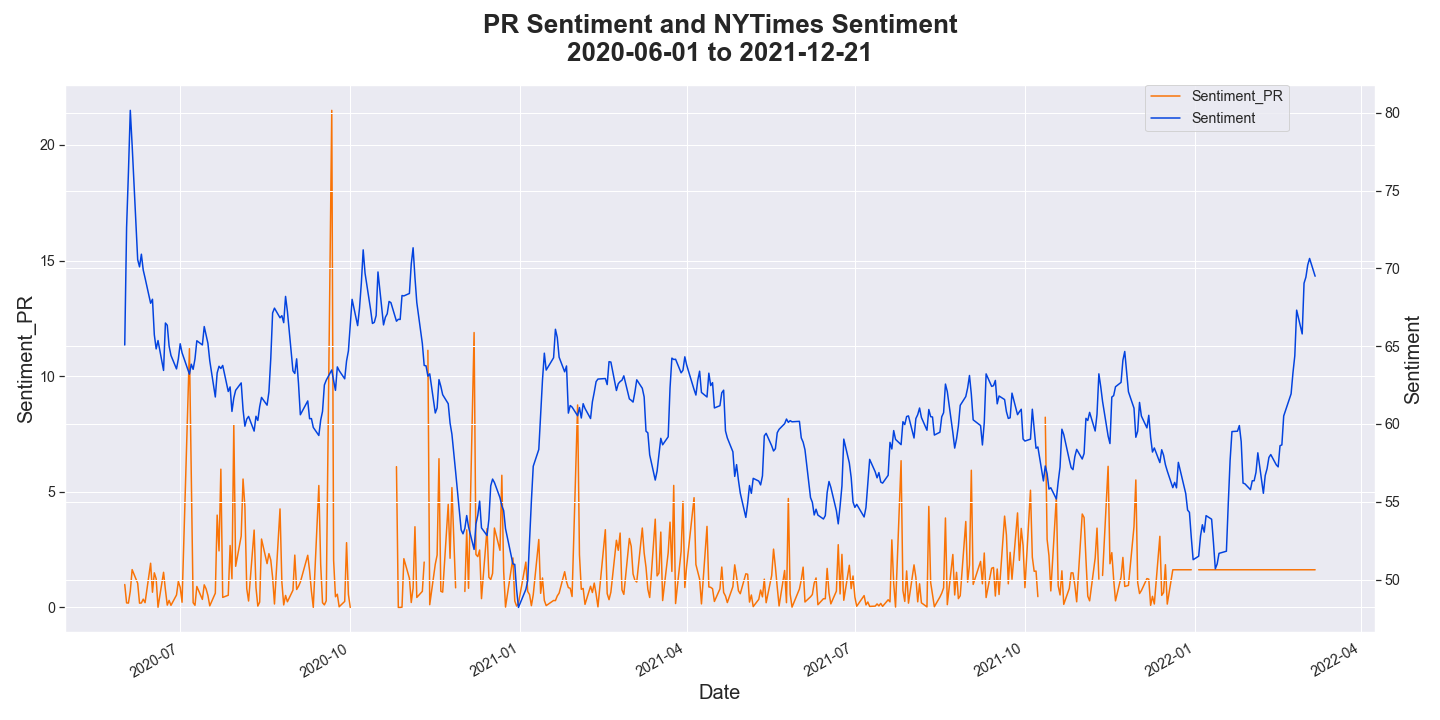 PR Sentiment and NYTimes Sentiment
2020-06-01 to 2021-12-21
Sentiment_PR
Sentiment
20
15
10
5
0
Sentiment_PR
80
75
70
65
60
55
50
Sentiment
2020-07
2020-10
2021-01
2021-04
2021-07
2021-10
2022-01
2022-04
Date